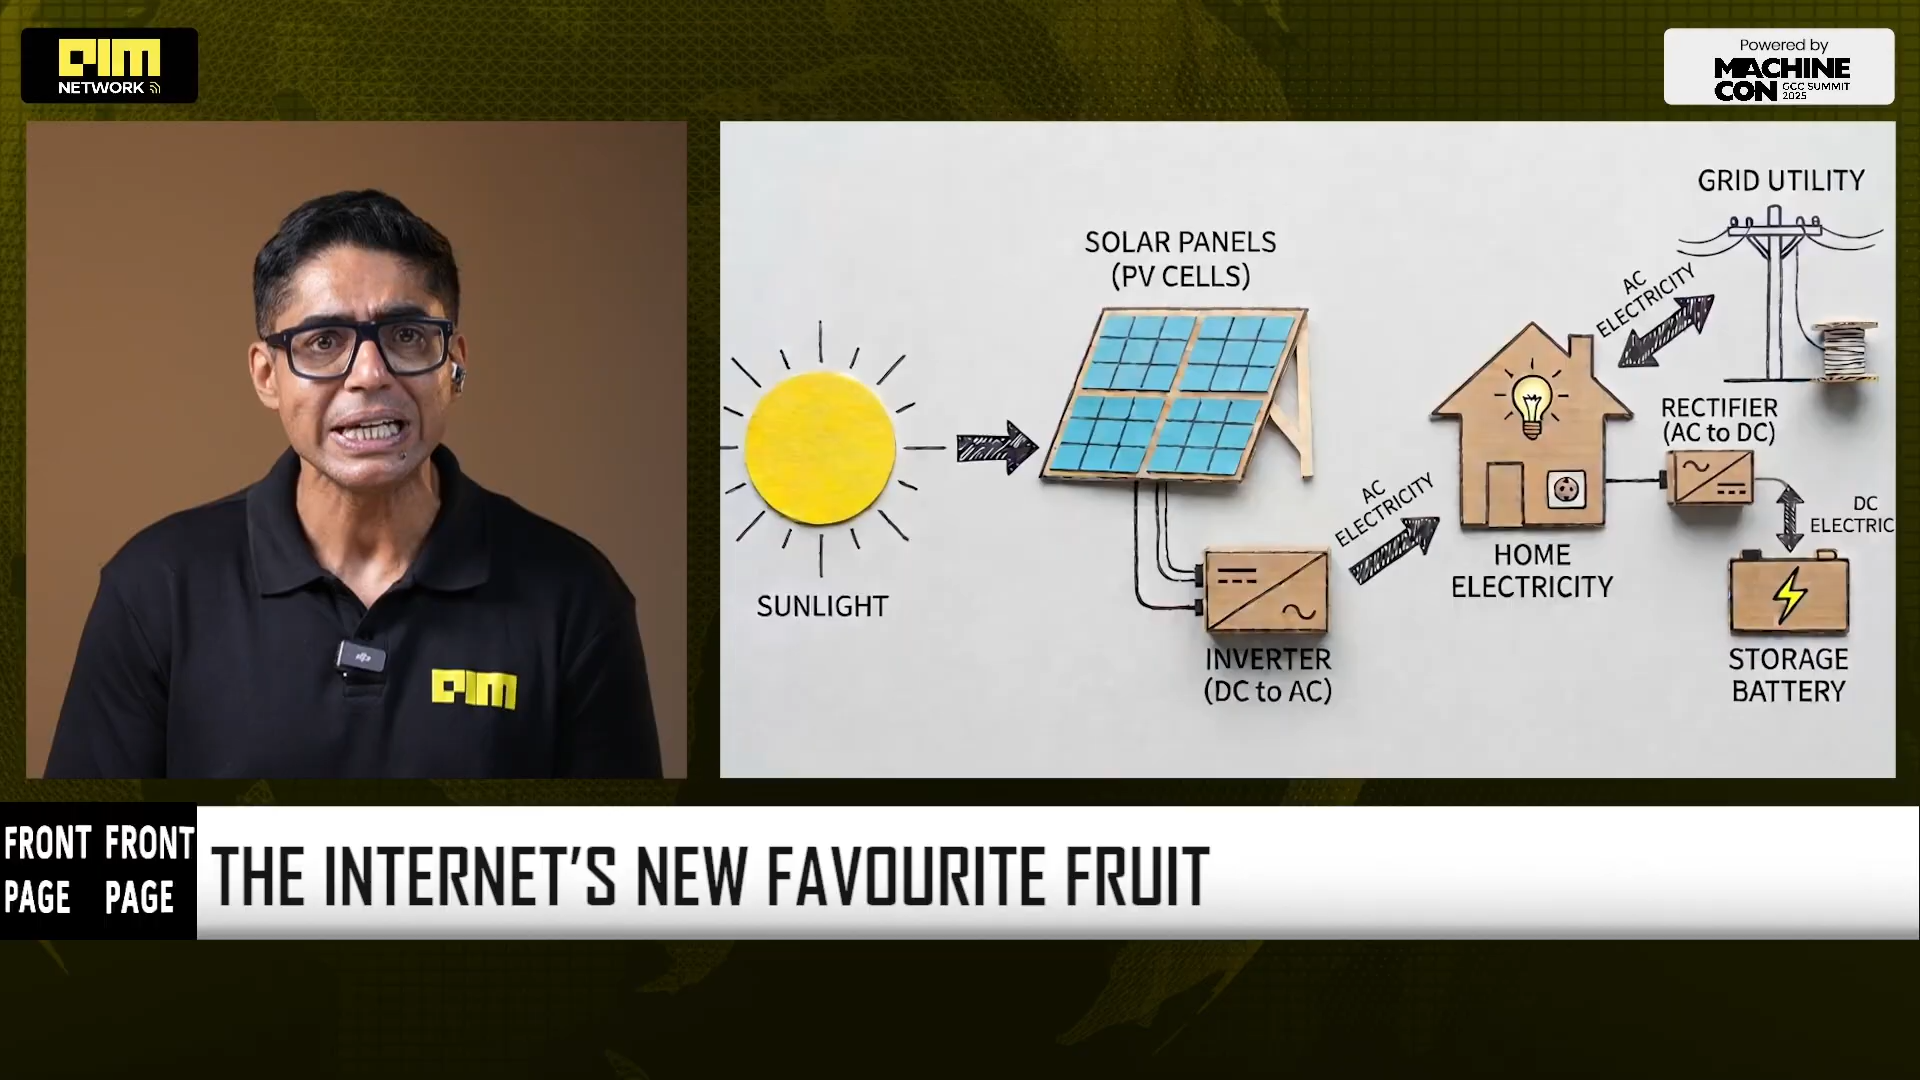 AIM
NETWORK
Powered by
MACHINE
CON GCC SUMMIT
2025
GRID UTILITY
SOLAR PANELS
(PV CELLS)
AC
ELECTRICITY
RECTIFIER
(AC to DC)
AC
ELECTRICITY
DC
ELECTRIC
HOME
ELECTRICITY
SUNLIGHT
INVERTER
(DC to AC)
STORAGE
BATTERY
AIM
FRONT FRONT
PAGE PAGE
THE INTERNET’S NEW FAVOURITE FRUIT